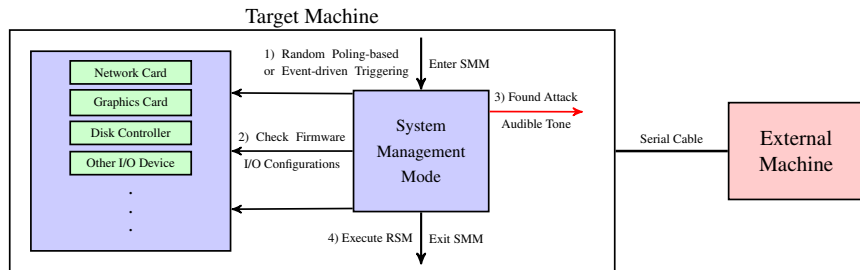 Target Machine
1) Random Poling-based
or Event-driven Triggering
Enter SMM
Network Card
Graphics Card
Disk Controller
Other I/O Device
.
.
.
2) Check Firmware
I/O Configurations
System
Management
Mode
3) Found Attack
Audible Tone
Serial Cable
External
Machine
4) Execute RSM
Exit SMM